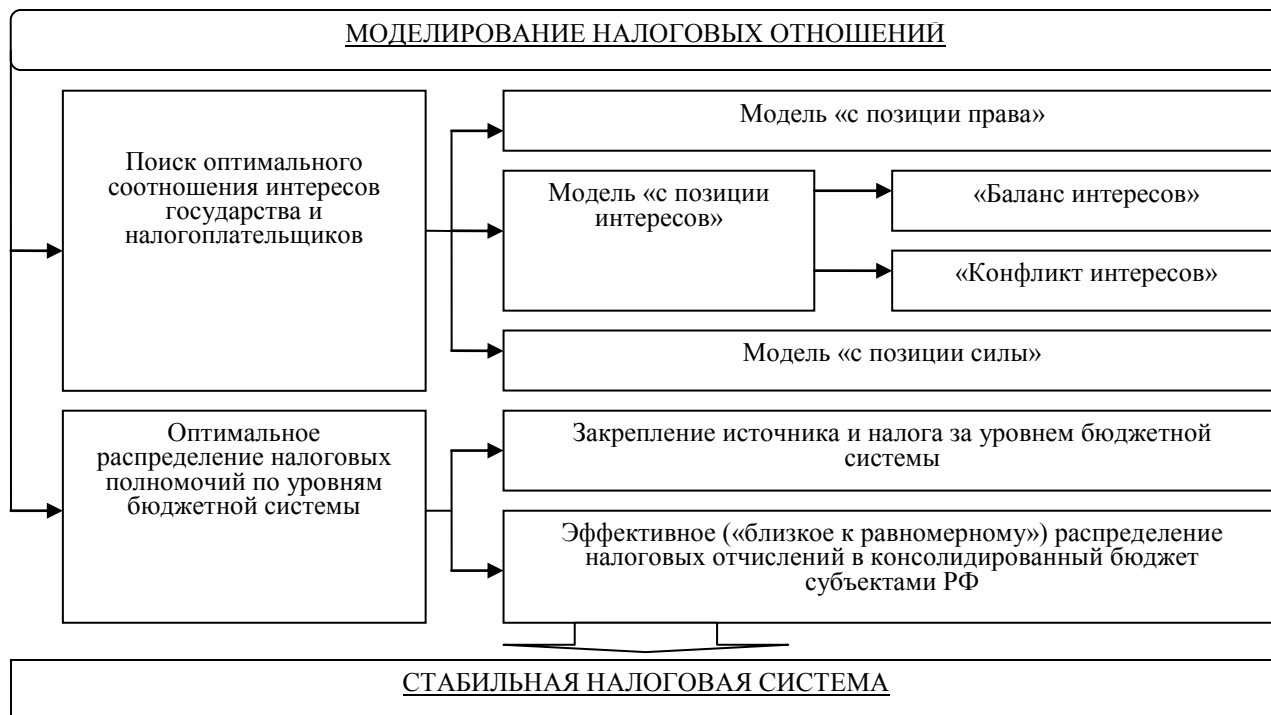 МОДЕЛИРОВАНИЕ НАЛОГОВЫХ ОТНОШЕНИЙ
Поиск оптимального
соотношения интересов
государства и
налогоплательщиков
Модель «с позиции права»
Модель «с позиции
интересов»
«Баланс интересов»
«Конфликт интересов»
Модель «с позиции силы»
Оптимальное
распределение налоговых
полномочий по уровням
бюджетной системы
Закрепление источника и налога за уровнем бюджетной
системы
Эффективное («близкое к равномерному») распределение
налоговых отчислений в консолидированный бюджет
субъектами РФ
СТАБИЛЬНАЯ НАЛОГОВАЯ СИСТЕМА